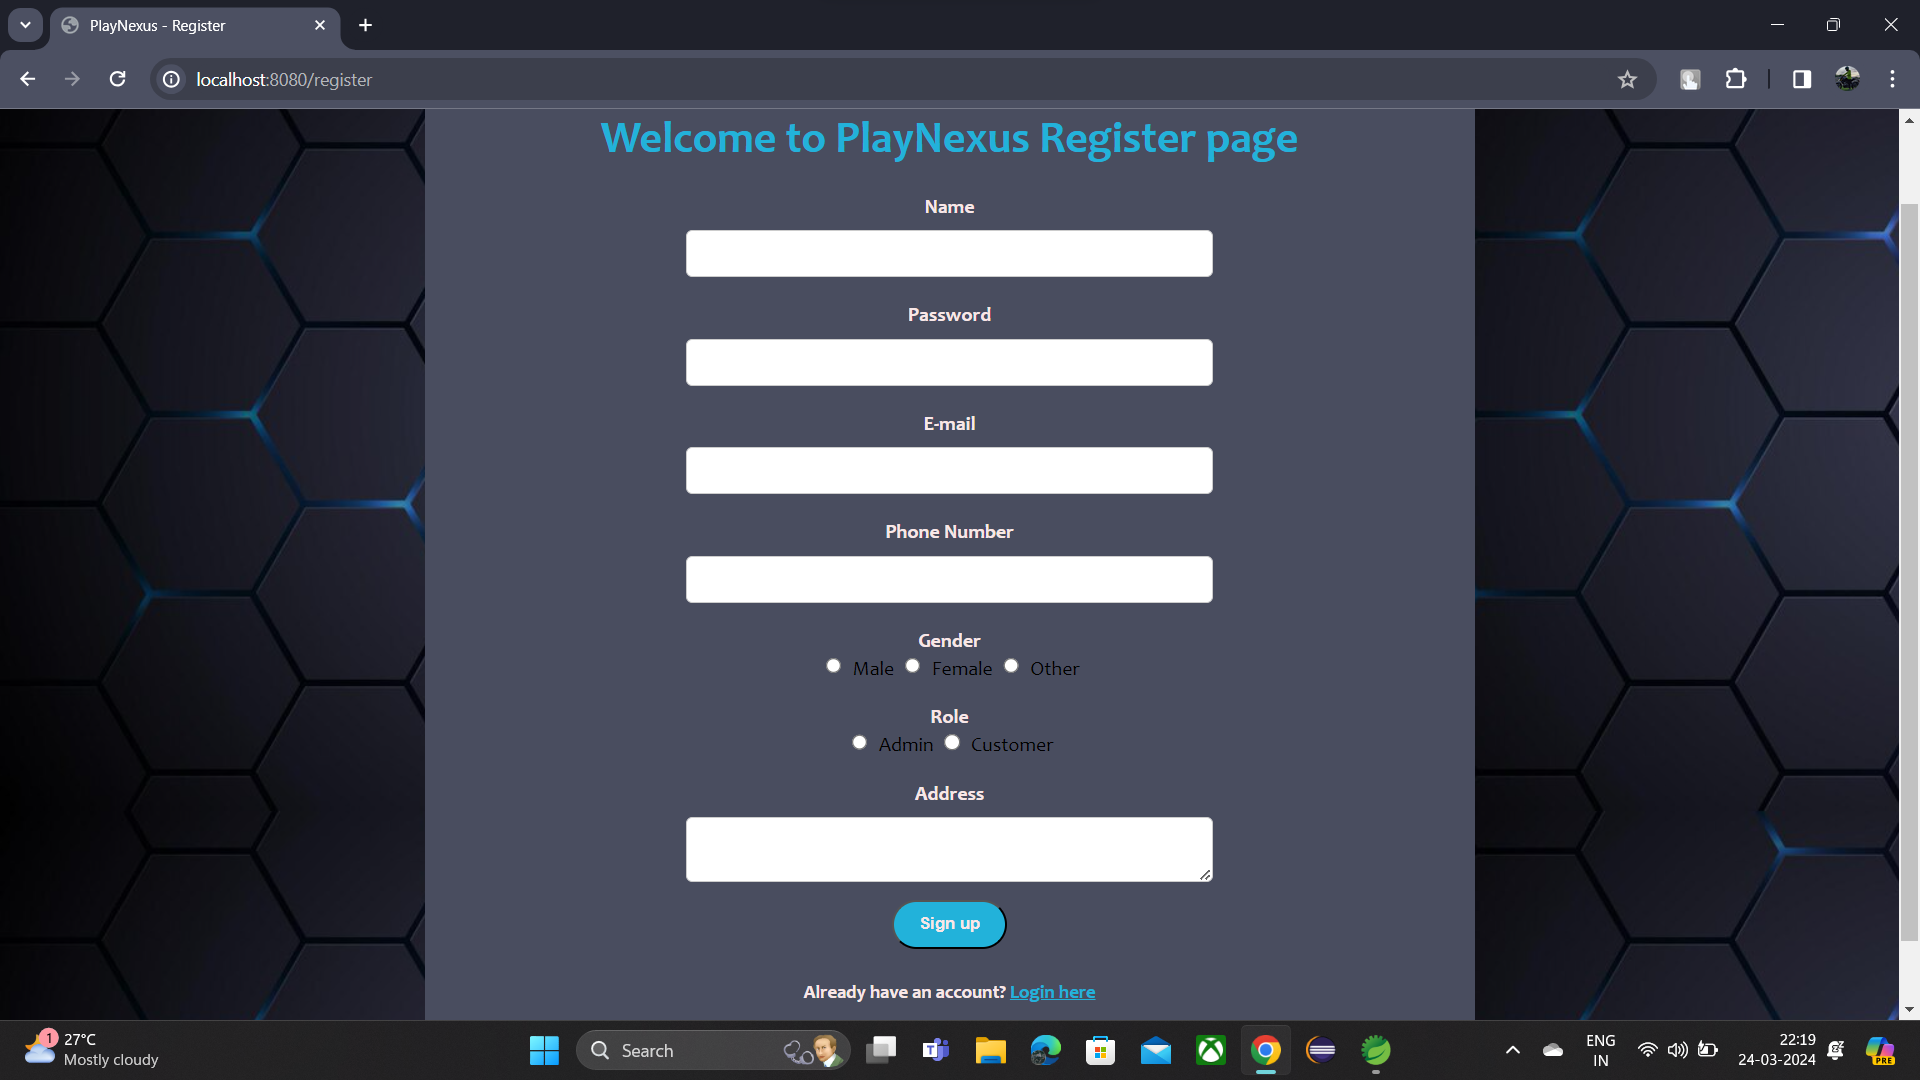 PlayNexus - Register
localhost:8080/register
Welcome to PlayNexus Register page
Name
Password
E-mail
Phone Number
Gender
Male Female Other
Role
Admin Customer
Address
Sign up
Already have an account? Login here
1
27°C
Mostly cloudy
Search
T
ENG
IN
22:19
24-03-2024
PRE